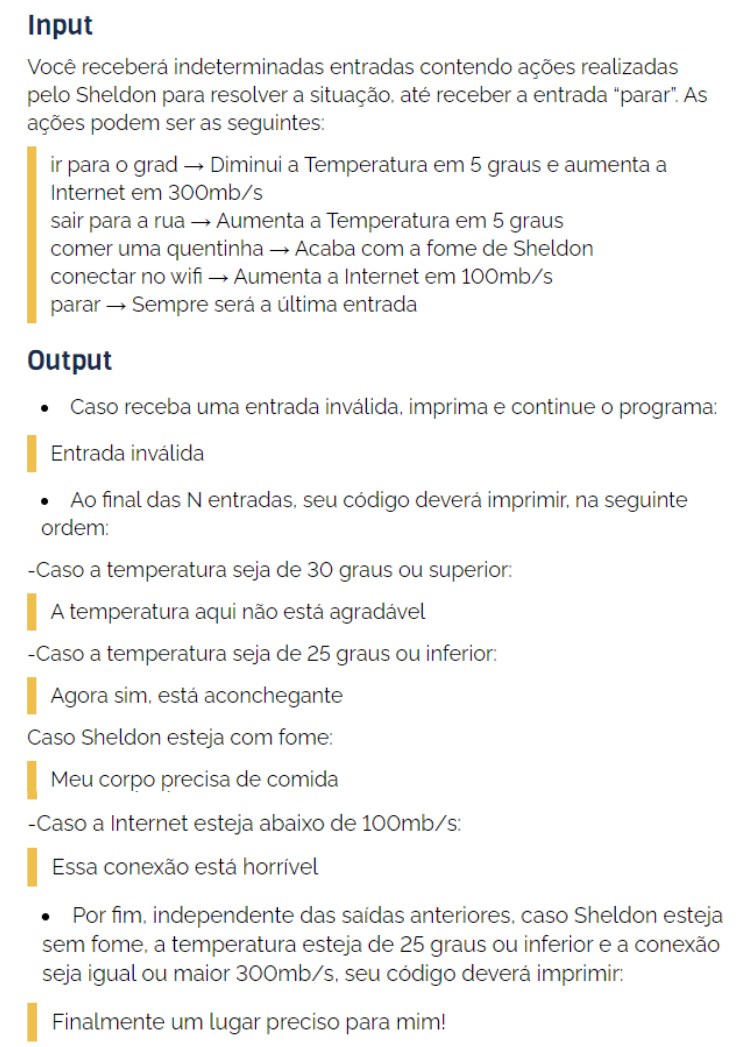 Input
Você receberá indeterminadas entradas contendo ações realizadas
pelo Sheldon para resolver a situação, até receber a entrada “parar”. As
ações podem ser as seguintes:
ir para o grad → Diminui a Temperatura em 5 graus e aumenta a
Internet em 300mb/s
sair para a rua → Aumenta a Temperatura em 5 graus
comer uma quentinha → Acaba com a fome de Sheldon
conectar no wifi → Aumenta a Internet em 100mb/s
parar → Sempre será a última entrada
Output
• Caso receba uma entrada inválida, imprima e continue o programa:
Entrada inválida
• Ao final das N entradas, seu código deverá imprimir, na seguinte
ordem:
-Caso a temperatura seja de 30 graus ou superior:
A temperatura aqui não está agradável
-Caso a temperatura seja de 25 graus ou inferior:
Agora sim, está aconchegante
Caso Sheldon esteja com fome:
Meu corpo precisa de comida
-Caso a Internet esteja abaixo de 100mb/s:
Essa conexão está horrível
• Por fim, independente das saídas anteriores, caso Sheldon esteja
sem fome, a temperatura esteja de 25 graus ou inferior e a conexão
seja igual ou maior 300mb/s, seu código deverá imprimir:
Finalmente um lugar preciso para mim!